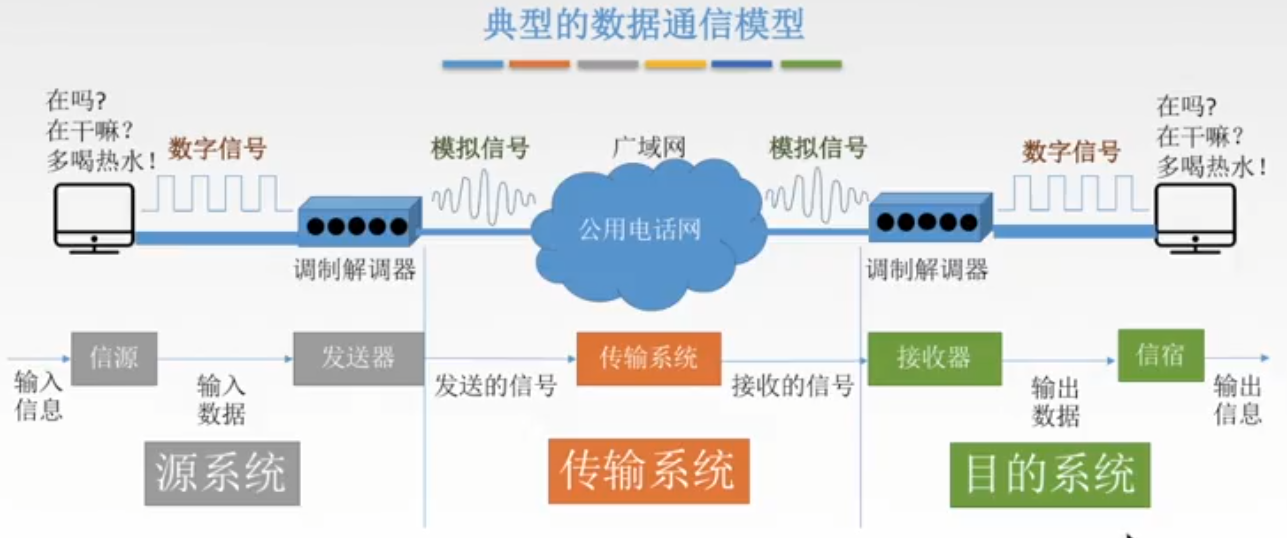 典型的数据通信模型
在吗?
在干嘛?
多喝热水!
数字信号
模拟信号
广域网
模拟信号
数字信号
在吗?
在干嘛?
多喝热水!
公用电话网
调制解调器
调制解调器
信源
发送器
传输系统
接收器
信宿
输入
信息
输入
数据
发送的信号
接收的信号
输出
数据
输出
信息
源系统
传输系统
目的系统